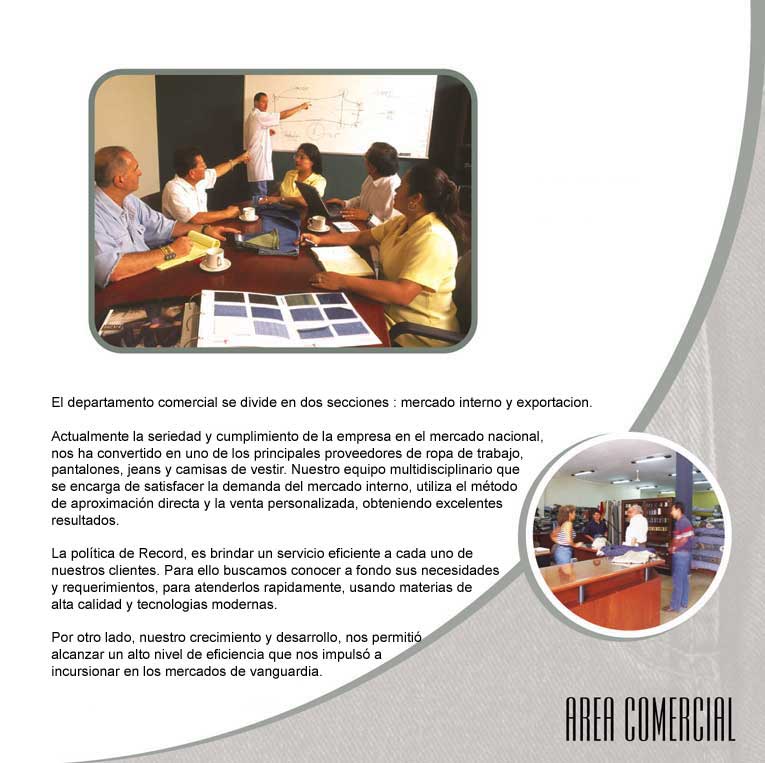 El departamento comercial se divide en dos secciones : mercado interno y exportacion.
Actualmente la seriedad y cumplimiento de la empresa en el mercado nacional,
nos ha convertido en uno de los principales proveedores de ropa de trabajo,
pantalones, jeans y camisas de vestir. Nuestro equipo multidisciplinario que
se encarga de satisfacer la demanda del mercado interno, utiliza el método
de aproximación directa y la venta personalizada, obteniendo excelentes
resultados.
La política de Record, es brindar un servicio eficiente a cada uno de
nuestros clientes. Para ello buscamos conocer a fondo sus necesidades
y requerimientos, para atenderlos rapidamente, usando materias de
alta calidad y tecnologias modernas.
Por otro lado, nuestro crecimiento y desarrollo, nos permitió
alcanzar un alto nivel de eficiencia que nos impulsó a
incursionar en los mercados de vanguardia.
AREA COMERCIAL